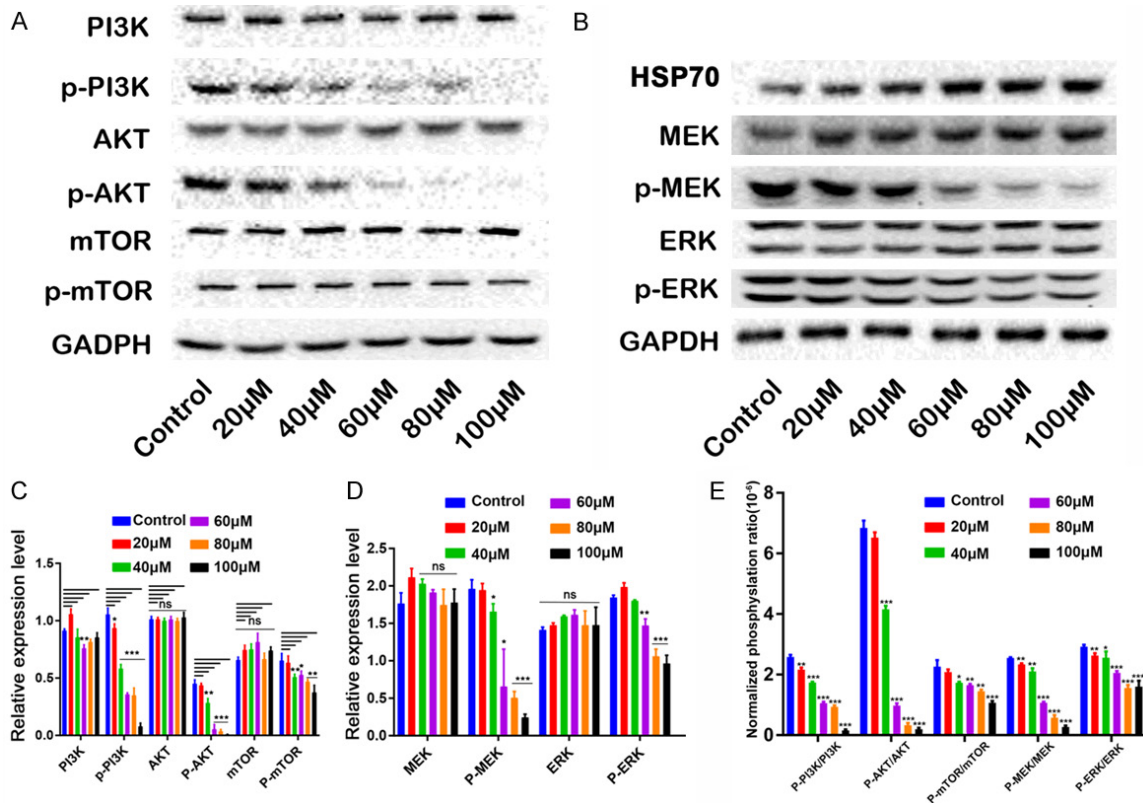 A
PI3K
p-PI3K
AKT
p-AKT
mTOR
p-mTOR
GADPH
Control 20μM 40μM 60μM 80μM 100μM
B
HSP70
MEK
p-MEK
ERK
p-ERK
GAPDH
Control 20μM 40μM 60μM 80μM 100μM
C
Control 60μM
20μM 80μM
40μM 100μM
Relative expression level
1.5
1.0
0.5
0.0
** * *** ns ** *** ns ** * **
PI3K p-PI3K AKT P-AKT mTOR P-mTOR
D
Control 60μM
20μM 80μM
40μM 100μM
Relative expression level
2.5
2.0
1.5
1.0
0.5
0.0
ns * * *** ns ** ***
MEK P-MEK ERK P-ERK
E
Control 60μM
20μM 80μM
40μM 100μM
Normalized phosphyslation ratio(10⁻⁶)
8
6
4
2
0
** *** *** *** *** *** *** *** *** * ** ** *** ** ** *** *** *** ** * *** *** ***
P-PI3K/PI3K P-AKT/AKT P-mTOR/mTOR P-MEK/MEK P-ERK/ERK